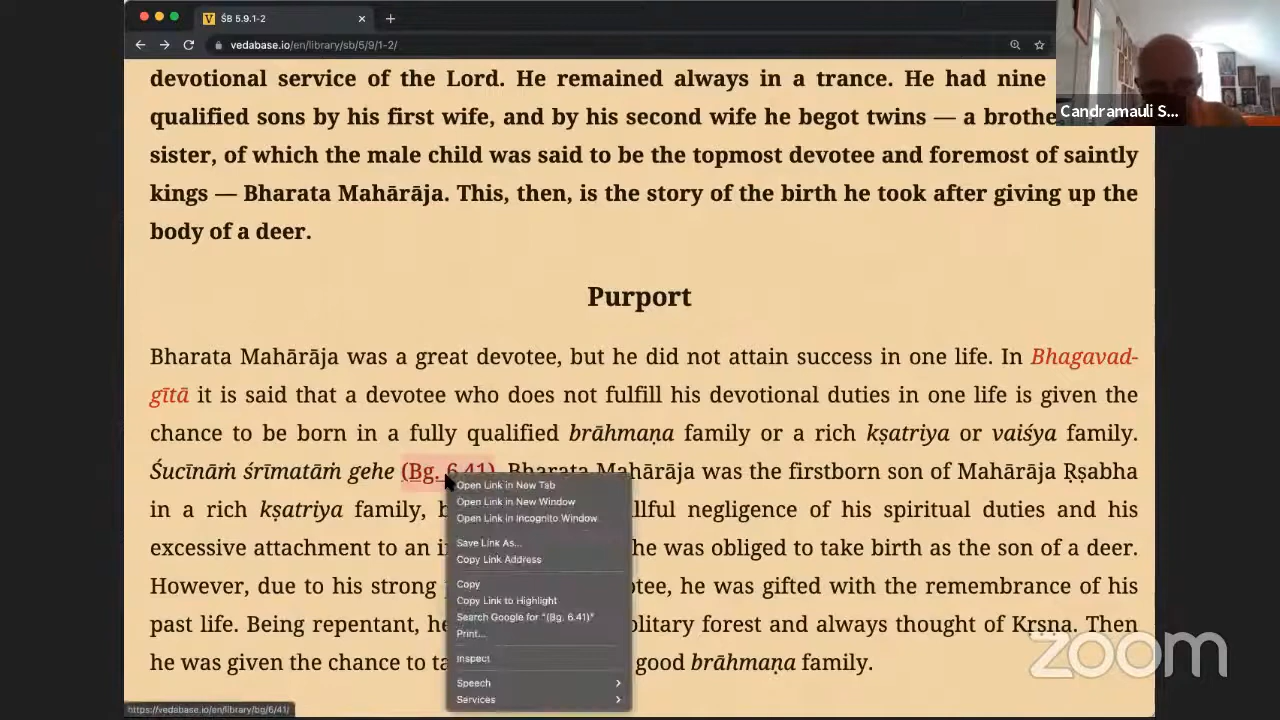 ŚB 5.9.1-2
vedabase.io/en/library/sb/5/9/1-2/
Candramauli S...
devotional service of the Lord. He remained always in a trance. He had nine
qualified sons by his first wife, and by his second wife he begot twins — a brothe
sister, of which the male child was said to be the topmost devotee and foremost of saintly
kings — Bharata Mahārāja. This, then, is the story of the birth he took after giving up the
body of a deer.
Purport
Bharata Mahārāja was a great devotee, but he did not attain success in one life. In Bhagavad-
gītā it is said that a devotee who does not fulfill his devotional duties in one life is given the
chance to be born in a fully qualified brāhmaṇa family or a rich kṣatriya or vaiśya family.
Śucīnāṁ śrīmatāṁ gehe (Bg. 6.41). Bharata Mahārāja was the firstborn son of Mahārāja Ṛṣabha
in a rich kṣatriya family, b llful negligence of his spiritual duties and his
excessive attachment to an i he was obliged to take birth as the son of a deer.
However, due to his strong otee, he was gifted with the remembrance of his
past life. Being repentant, he olitary forest and always thought of Kṛṣṇa. Then
he was given the chance to ta good brāhmaṇa family.
Open Link in New Tab
Open Link in New Window
Open Link in Incognito Window
Save Link As...
Copy Link Address
Copy
Copy Link to Highlight
Search Google for “(Bg. 6.41)”
Print...
Inspect
Speech
Services
https://vedabase.io/en/library/bg/6/41/
zoom